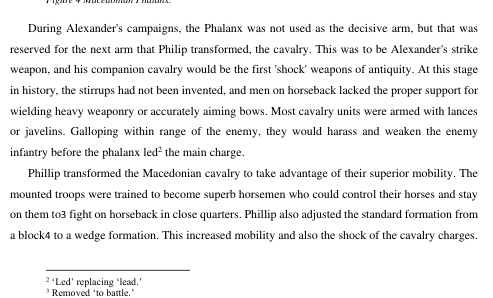 Figure 4 Macedonian Phalanx.
During Alexander's campaigns, the Phalanx was not used as the decisive arm, but that was
reserved for the next arm that Philip transformed, the cavalry. This was to be Alexander's strike
weapon, and his companion cavalry would be the first 'shock' weapons of antiquity. At this stage
in history, the stirrups had not been invented, and men on horseback lacked the proper support for
wielding heavy weaponry or accurately aiming bows. Most cavalry units were armed with lances
or javelins. Galloping within range of the enemy, they would harass and weaken the enemy
infantry before the phalanx led² the main charge.
Phillip transformed the Macedonian cavalry to take advantage of their superior mobility. The
mounted troops were trained to become superb horsemen who could control their horses and stay
on them to3 fight on horseback in close quarters. Phillip also adjusted the standard formation from
a block4 to a wedge formation. This increased mobility and also the shock of the cavalry charges.
² 'Led' replacing 'lead.'
³ Removed 'to battle.'